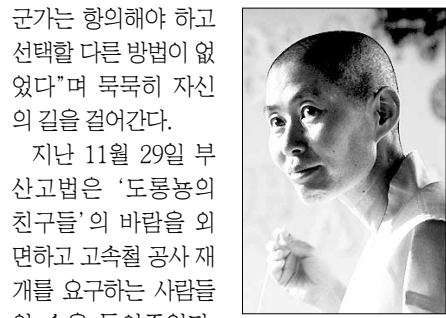 군가는 항의해야 하고
선택할 다른 방법이 없
었다”며 묵묵히 자신
의 길을 걸어간다.
지난 11월 29일 부
산고법은 ‘도롱뇽의
친구들’의 바람을 외
면하고 고속철 공사 재
개를 요구하는 사람들